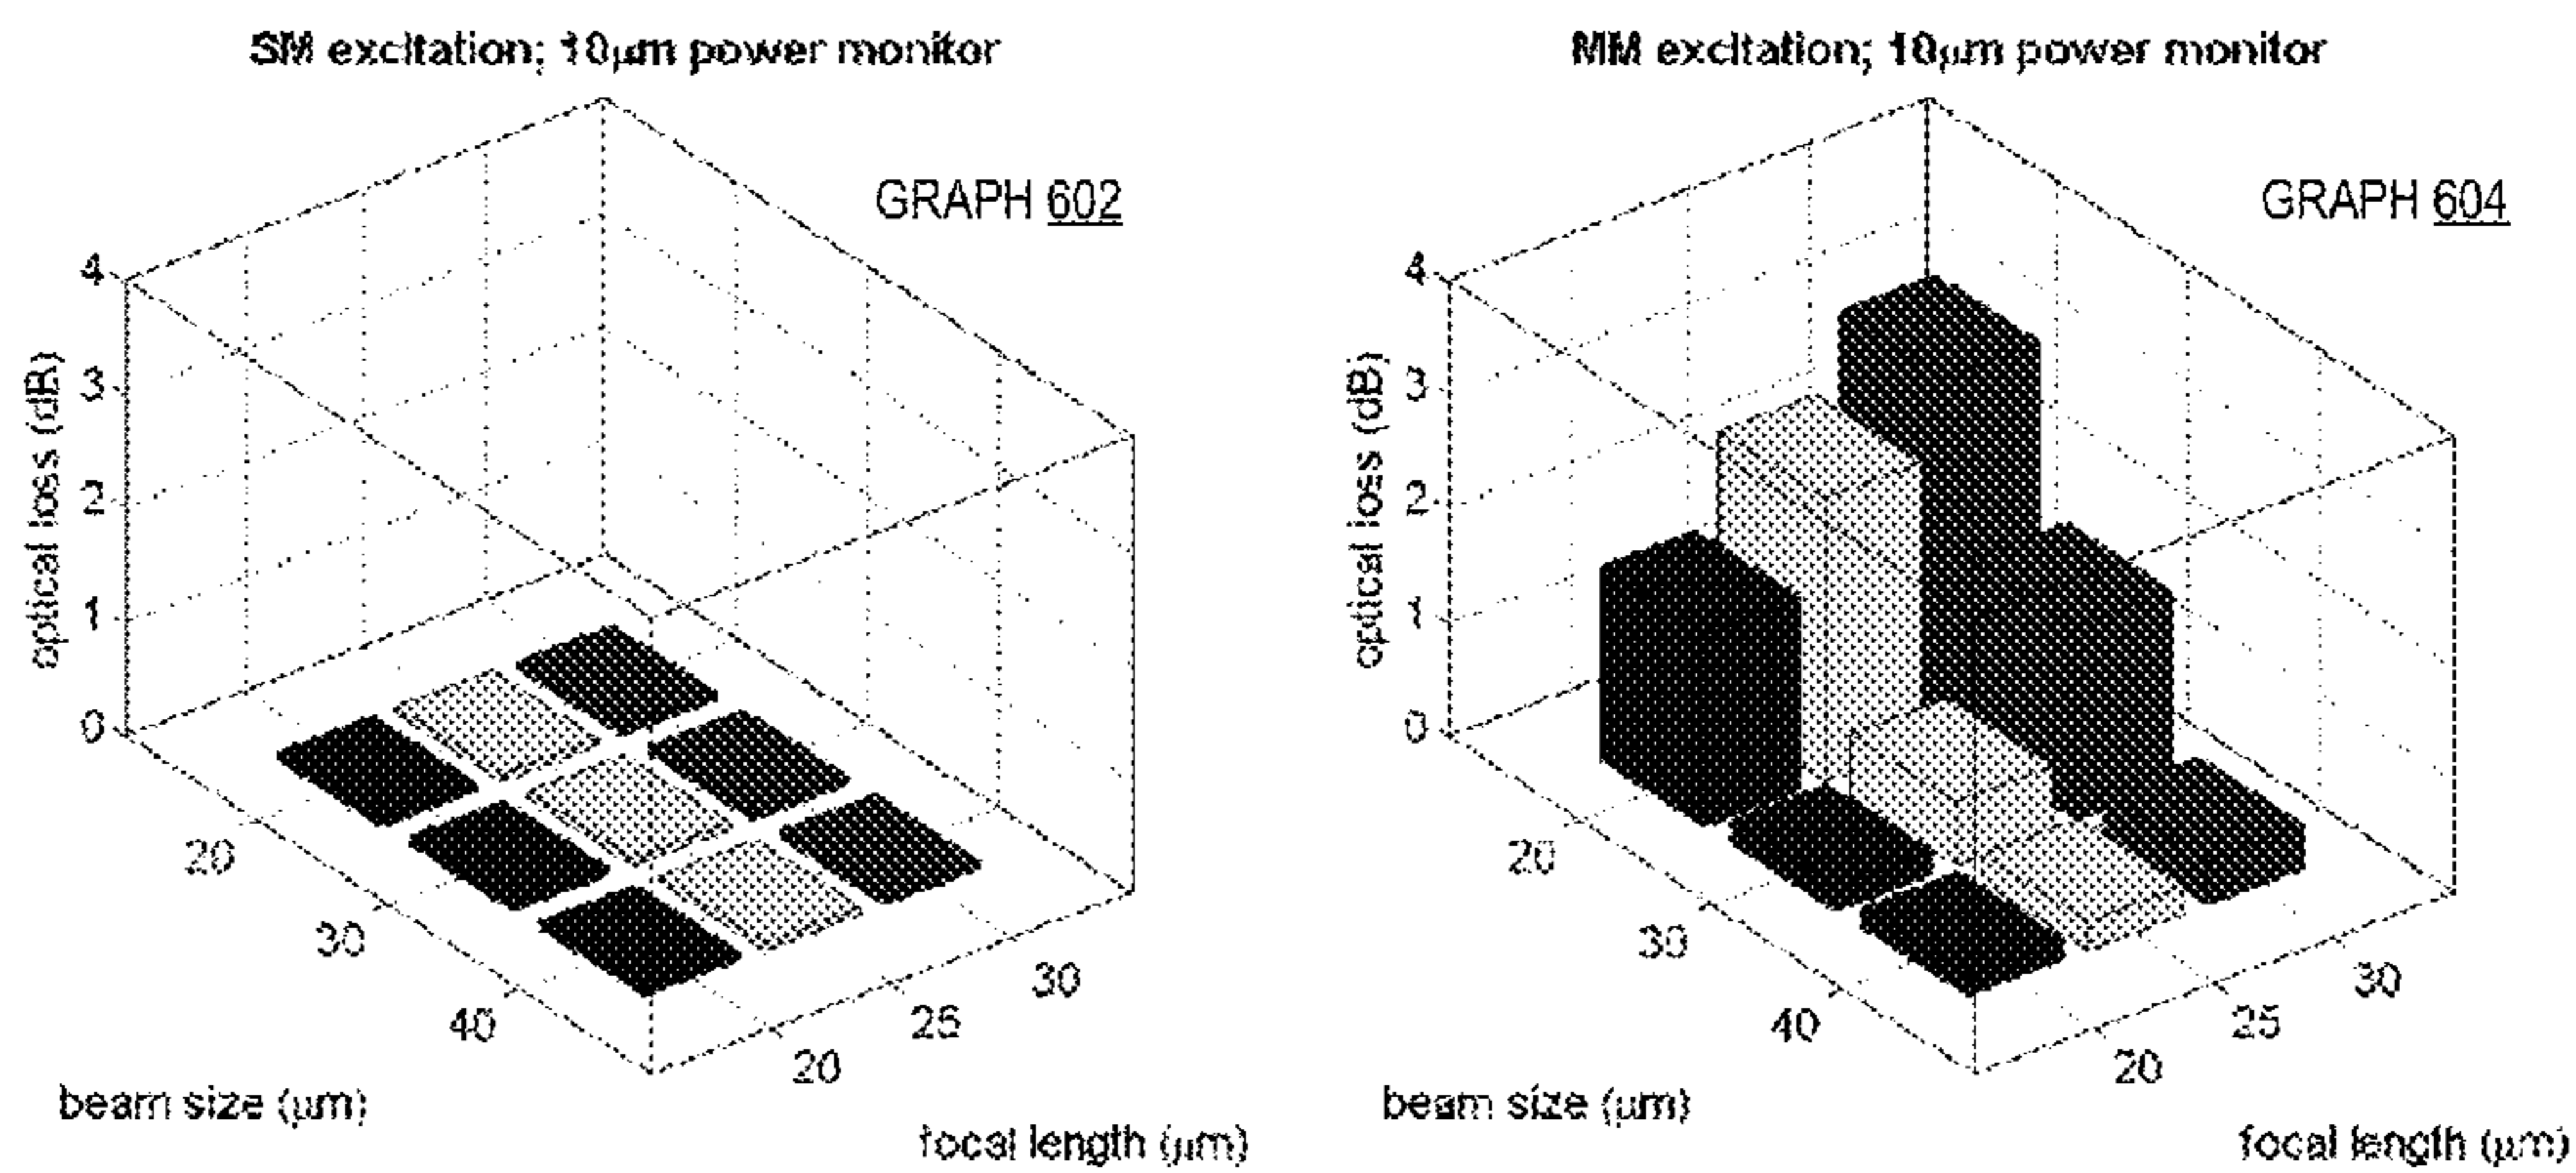 SM excitation; 10μm power monitor
GRAPH 602
4
3
2
1
0
optical loss (dB)
20
30
40
beam size (μm)
20
25
30
focal length (μm)
MM excitation; 10μm power monitor
GRAPH 604
4
3
2
1
0
optical loss (dB)
20
30
40
beam size (μm)
20
25
30
focal length (μm)